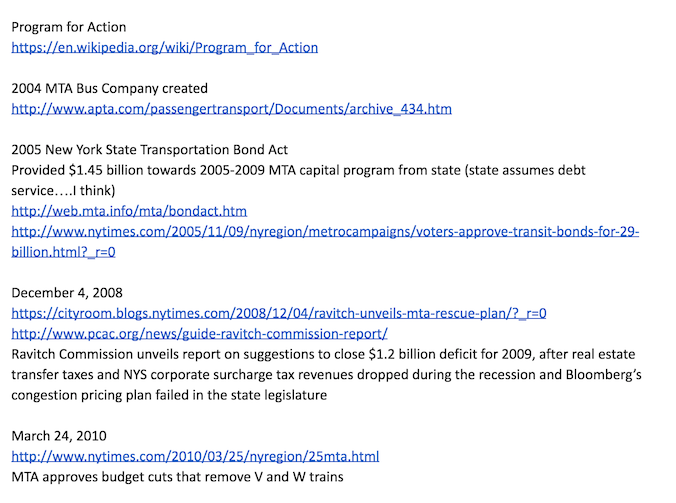 Program for Action
https://en.wikipedia.org/wiki/Program_for_Action
2004 MTA Bus Company created
http://www.apta.com/passengertransport/Documents/archive_434.htm
2005 New York State Transportation Bond Act
Provided $1.45 billion towards 2005-2009 MTA capital program from state (state assumes debt
service....I think)
http://web.mta.info/mta/bondact.htm
http://www.nytimes.com/2005/11/09/nyregion/metrocampaigns/voters-approve-transit-bonds-for-29-
billion.html?_r=0
December 4, 2008
https://cityroom.blogs.nytimes.com/2008/12/04/ravitch-unveils-mta-rescue-plan/?_r=0
http://www.pcac.org/news/guide-ravitch-commission-report/
Ravitch Commission unveils report on suggestions to close $1.2 billion deficit for 2009, after real estate
transfer taxes and NYS corporate surcharge tax revenues dropped during the recession and Bloomberg’s
congestion pricing plan failed in the state legislature
March 24, 2010
http://www.nytimes.com/2010/03/25/nyregion/25mta.html
MTA approves budget cuts that remove V and W trains